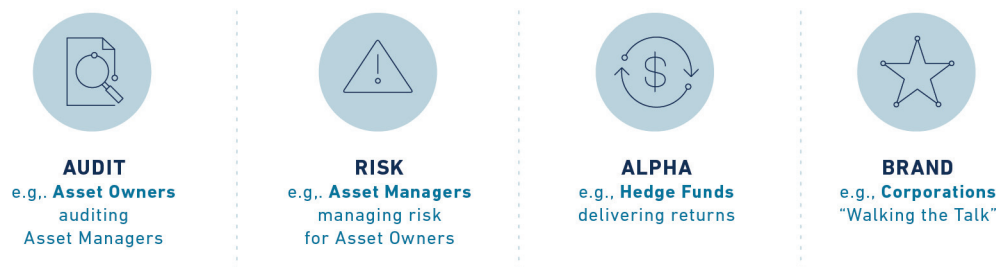 AUDIT
e.g,. Asset Owners
auditing
Asset Managers
RISK
e.g,. Asset Managers
managing risk
for Asset Owners
$
ALPHA
e.g., Hedge Funds
delivering returns
BRAND
e.g., Corporations
“Walking the Talk”